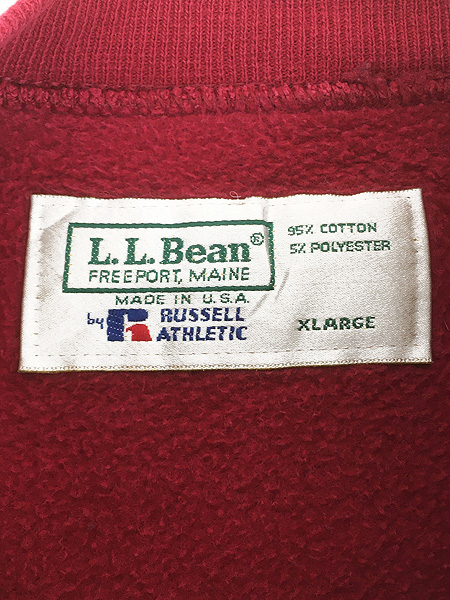 L.L.Bean®
FREEPORT, MAINE
MADE IN U.S.A.
by R RUSSELL
ATHLETIC
95% COTTON
5% POLYESTER
XLARGE